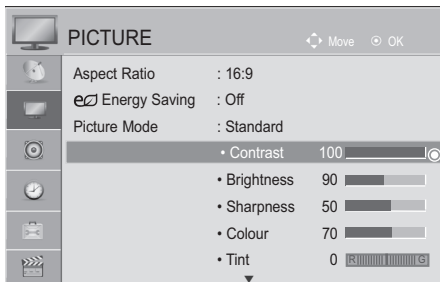 PICTURE
Move OK
Aspect Ratio : 16:9
Energy Saving : Off
Picture Mode : Standard
• Contrast 100
• Brightness 90
• Sharpness 50
• Colour 70
• Tint 0 R G